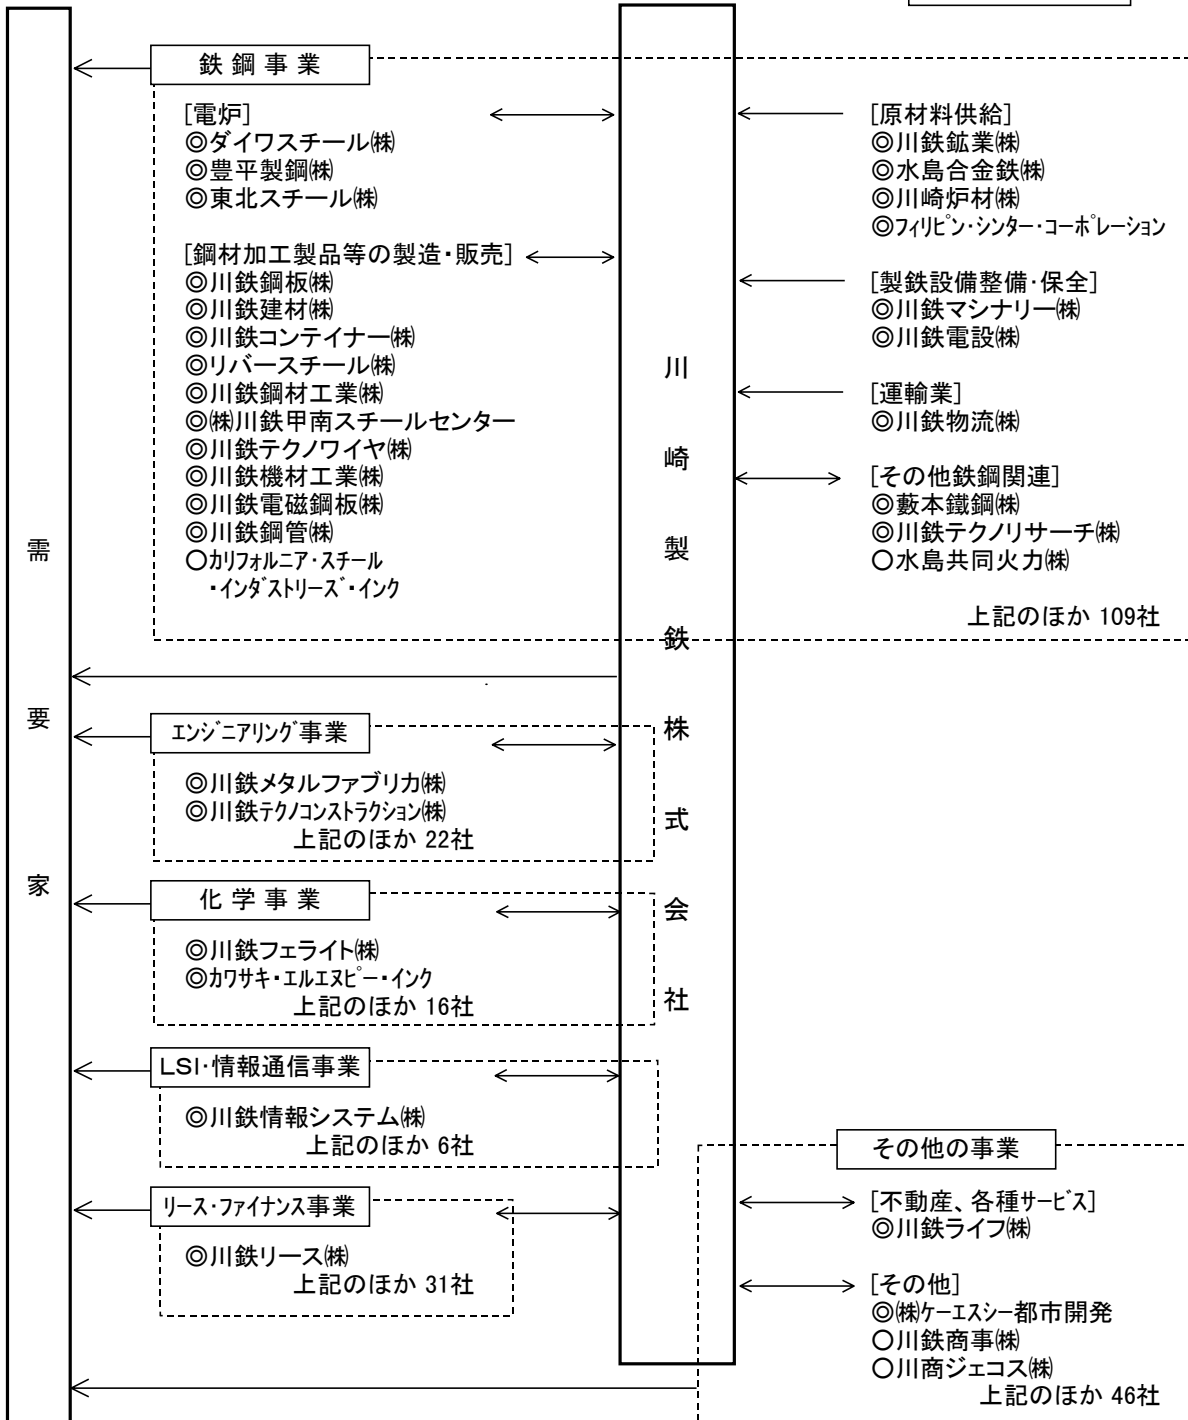 鉄 鋼 事 業
[電炉]
◎ダイワスチール㈱
◎豊平製鋼㈱
◎東北スチール㈱
[鋼材加工製品等の製造・販売]
◎川鉄鋼板㈱
◎川鉄建材㈱
◎川鉄コンテイナー㈱
◎リバースチール㈱
◎川鉄鋼材工業㈱
◎㈱川鉄甲南スチールセンター
◎川鉄テクノワイヤ㈱
◎川鉄機材工業㈱
◎川鉄電磁鋼板㈱
◎川鉄鋼管㈱
○ｶﾘﾌｫﾙﾆｱ・ｽﾁｰﾙ
・ｲﾝﾀﾞｽﾄﾘｰｽﾞ・ｲﾝｸ
[原材料供給]
◎川鉄鉱業㈱
◎水島合金鉄㈱
◎川崎炉材㈱
◎ﾌｨﾘﾋﾟﾝ・ｼﾝﾀｰ・ｺｰﾎﾟﾚｰｼｮﾝ
[製鉄設備整備・保全]
◎川鉄マシナリー㈱
◎川鉄電設㈱
[運輸業]
◎川鉄物流㈱
[その他鉄鋼関連]
◎藪本鐵鋼㈱
◎川鉄テクノリサーチ㈱
○水島共同火力㈱
上記のほか 109社
需要家
川崎製鉄株式会社
ｴﾝｼﾞﾆｱﾘﾝｸﾞ事業
◎川鉄メタルファブリカ㈱
◎川鉄ﾃｸﾉｺﾝｽﾄﾗｸｼｮﾝ㈱
上記のほか 22社
化 学 事 業
◎川鉄フェライト㈱
◎ｶﾜｻｷ・ｴﾙｴﾇﾋﾟｰ・ｲﾝｸ
上記のほか 16社
ＬＳＩ・情報通信事業
◎川鉄情報システム㈱
上記のほか 6社
ﾘｰｽ・ﾌｧｲﾅﾝｽ事業
◎川鉄リース㈱
上記のほか 31社
その他の事業
[不動産、各種ｻｰﾋﾞｽ]
◎川鉄ライフ㈱
[その他]
◎㈱ｹｰｴｽｼｰ都市開発
○川鉄商事㈱
○川商ジェコス㈱
上記のほか 46社